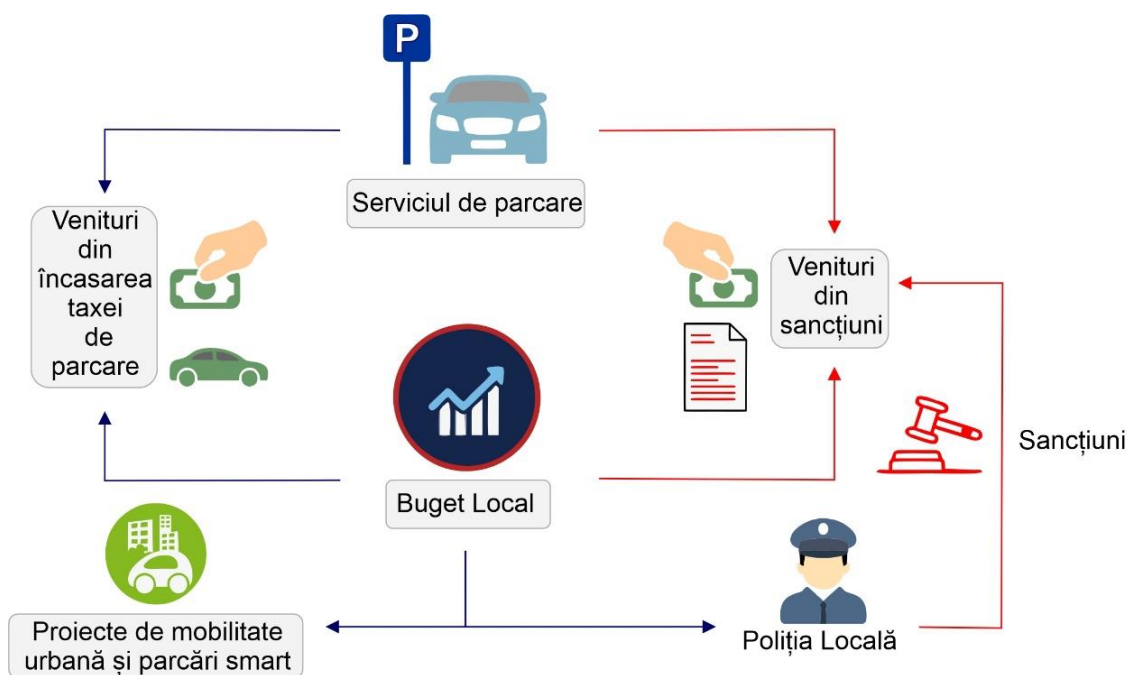 P
Serviciul de parcare
Venituri
din
încasarea
taxei
de
parcare
Venituri
din
sancțiuni
Buget Local
Sancțiuni
Proiecte de mobilitate
urbană și parcări smart
Poliția Locală